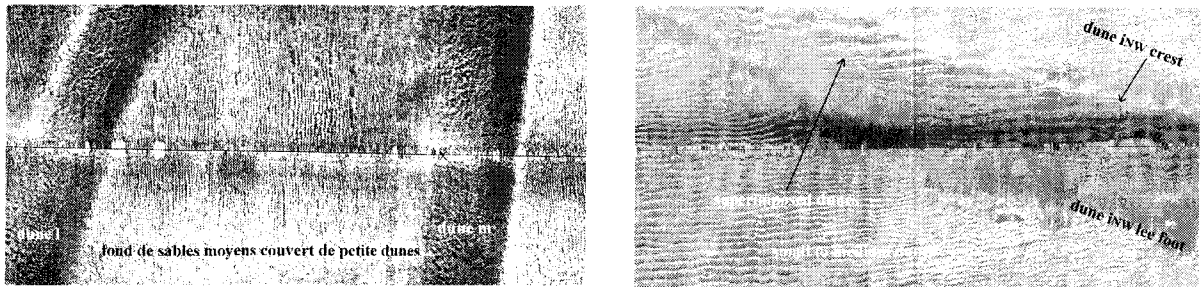 dune l
dune m
fond de sables moyens couvert de petite dunes
dune iNW crest
superimposed dunes
dune iNW lee foot